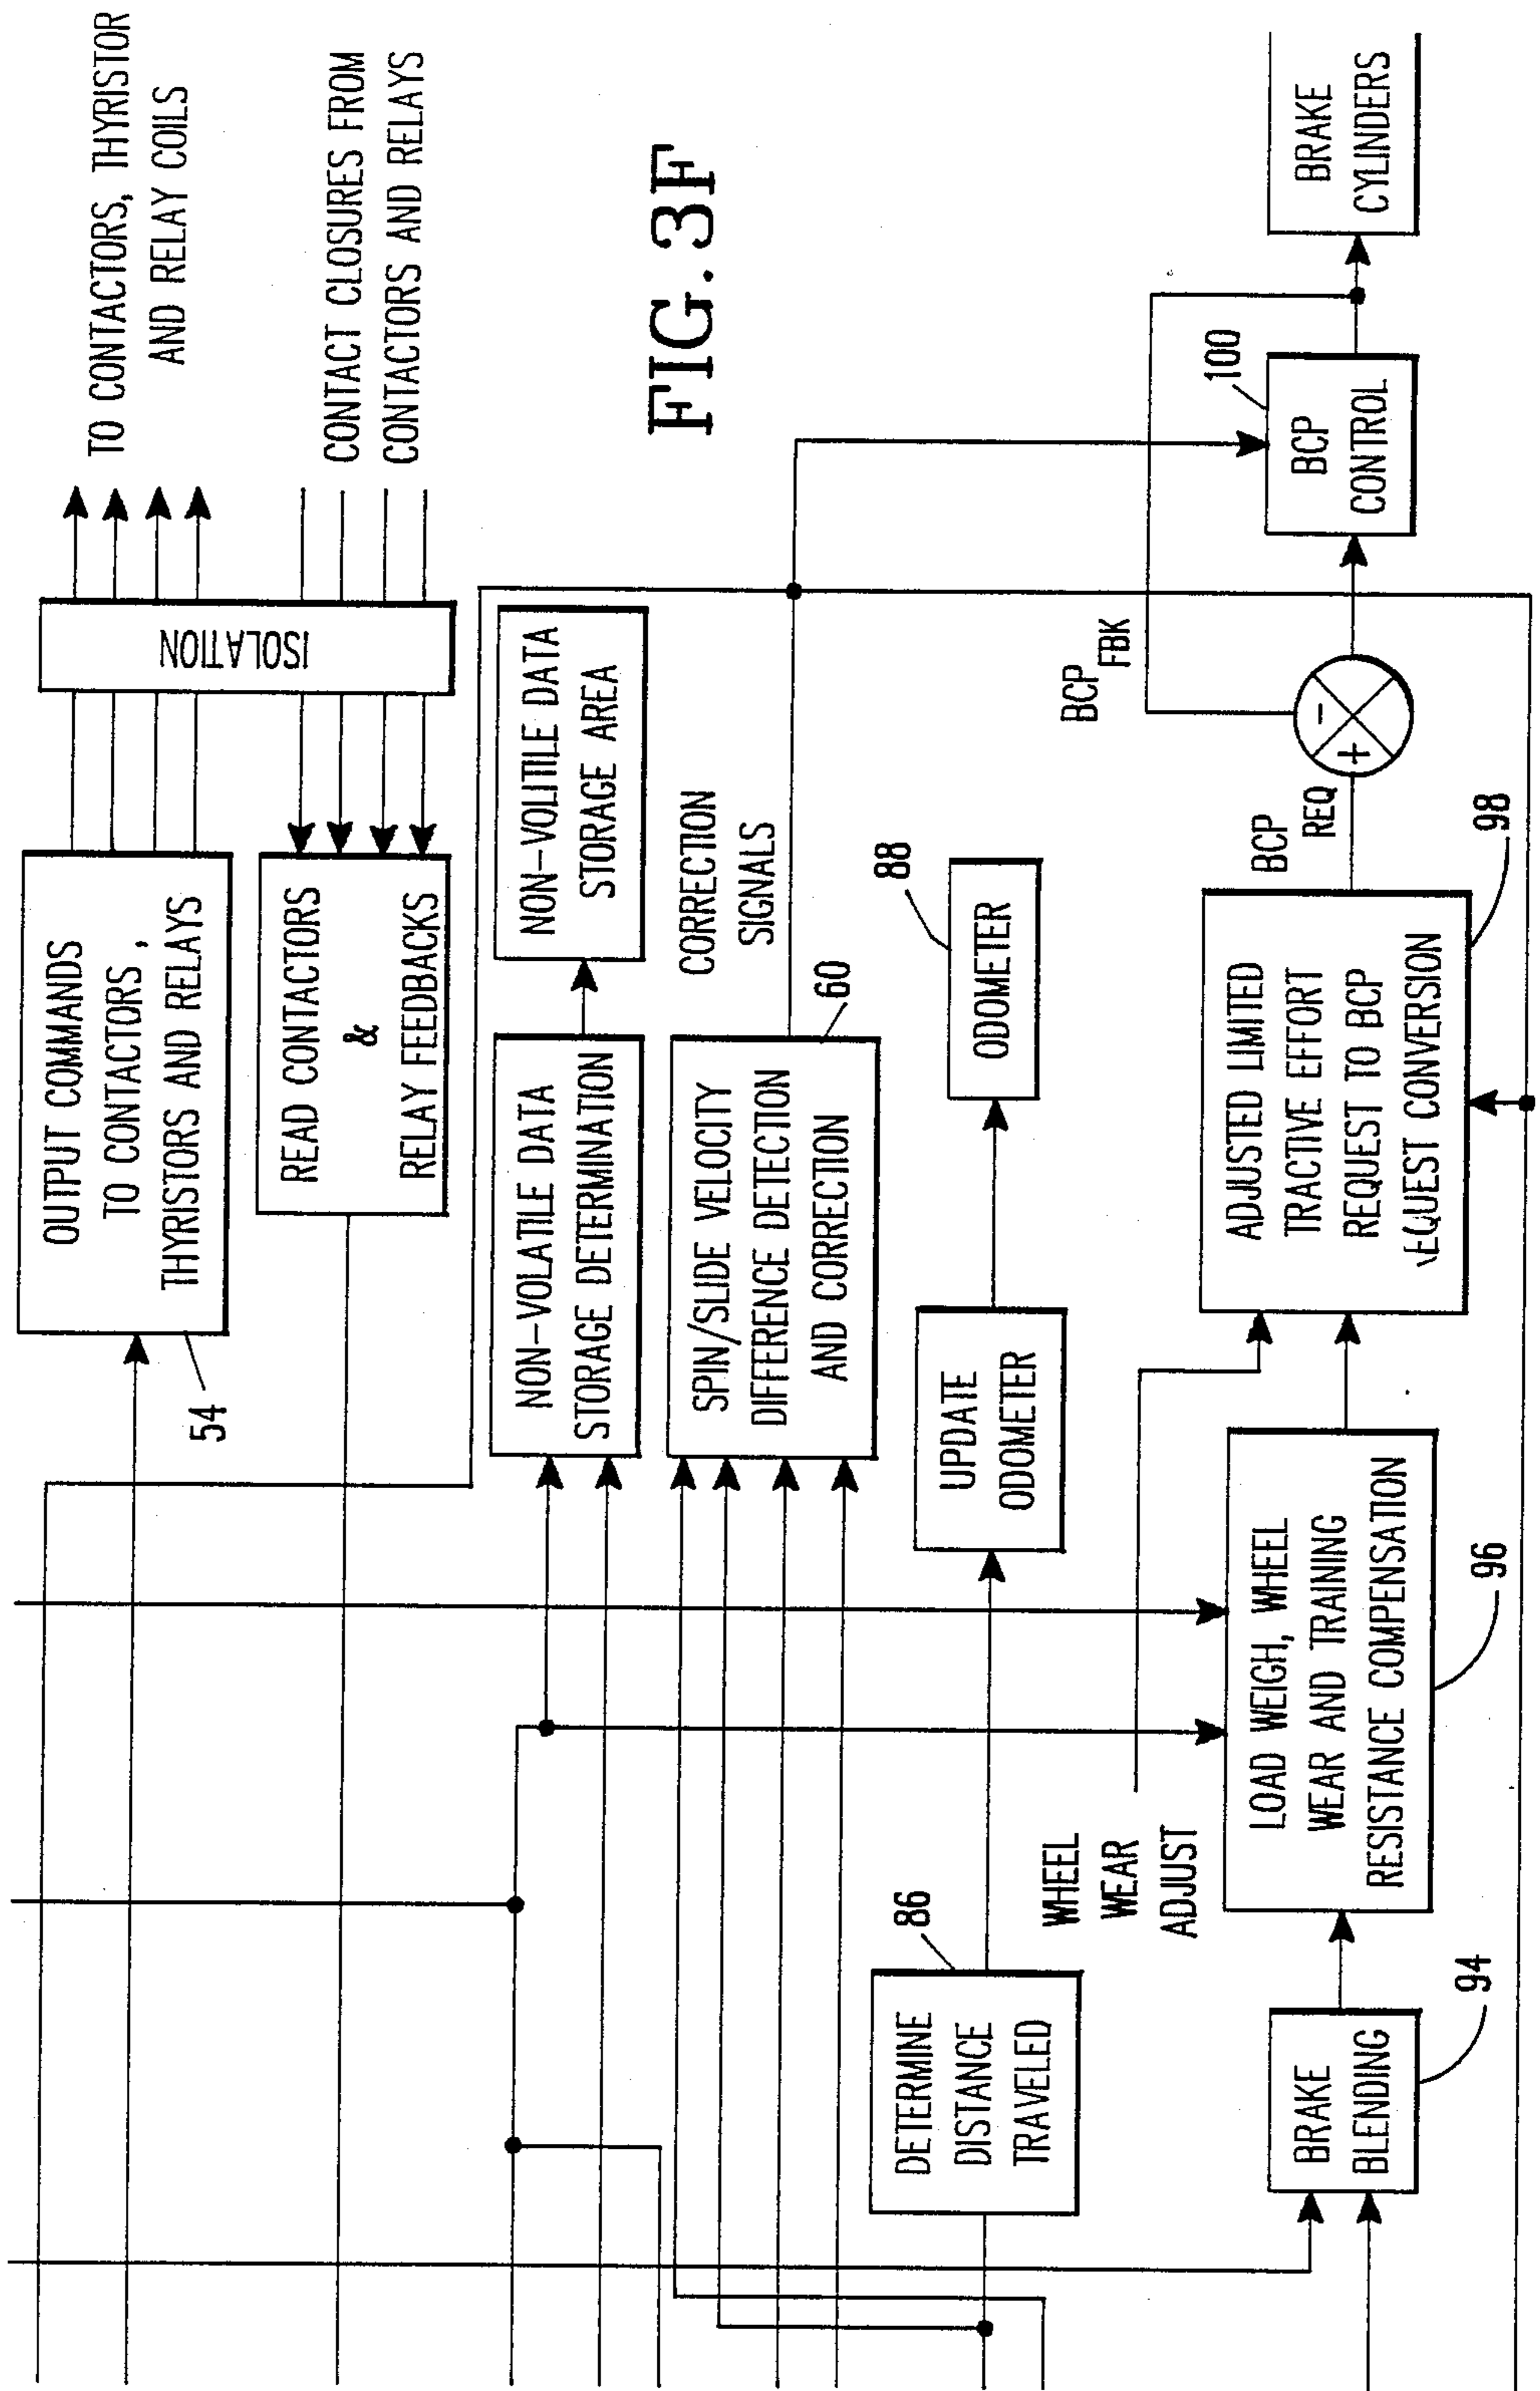 OUTPUT COMMANDS
TO CONTACTORS,
THYRISTORS AND RELAYS
54
ISOLATION
TO CONTACTORS, THYRISTOR
AND RELAY COILS
READ CONTACTORS
&
RELAY FEEDBACKS
CONTACT CLOSURES FROM
CONTACTORS AND RELAYS
NON-VOLATILE DATA
STORAGE DETERMINATION
NON-VOLITILE DATA
STORAGE AREA
SPIN/SLIDE VELOCITY
DIFFERENCE DETECTION
AND CORRECTION
60
CORRECTION
SIGNALS
FIG. 3F
DETERMINE
DISTANCE
TRAVELED
86
UPDATE
ODOMETER
ODOMETER
88
WHEEL
WEAR
ADJUST
BRAKE
BLENDING
94
LOAD WEIGH, WHEEL
WEAR AND TRAINING
RESISTANCE COMPENSATION
96
ADJUSTED LIMITED
TRACTIVE EFFORT
REQUEST TO BCP
EQUEST CONVERSION
98
BCP
REQ
+
-
BCP
FBK
BCP
CONTROL
100
BRAKE
CYLINDERS